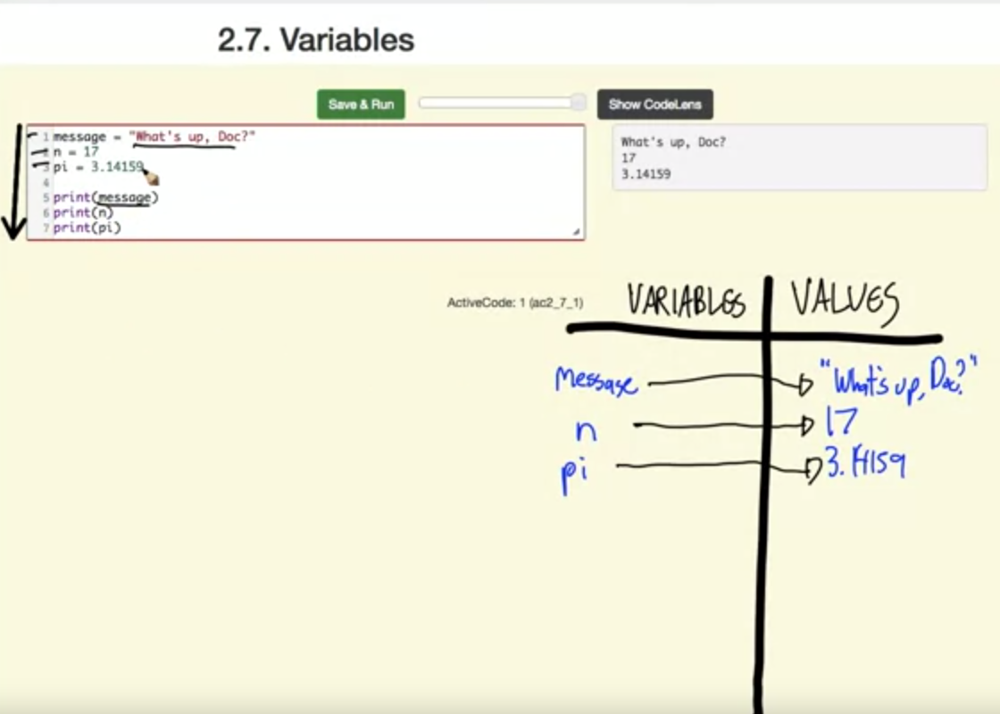 2.7. Variables
Save & Run
Show CodeLens
1 message = "What's up, Doc?"
2 n = 17
3 pi = 3.14159
4
5 print(message)
6 print(n)
7 print(pi)
What's up, Doc?
17
3.14159
ActiveCode: 1 (ac2_7_1)
VARIABLES VALUES
Message "What's up, Doc?"
n 17
pi 3.14159